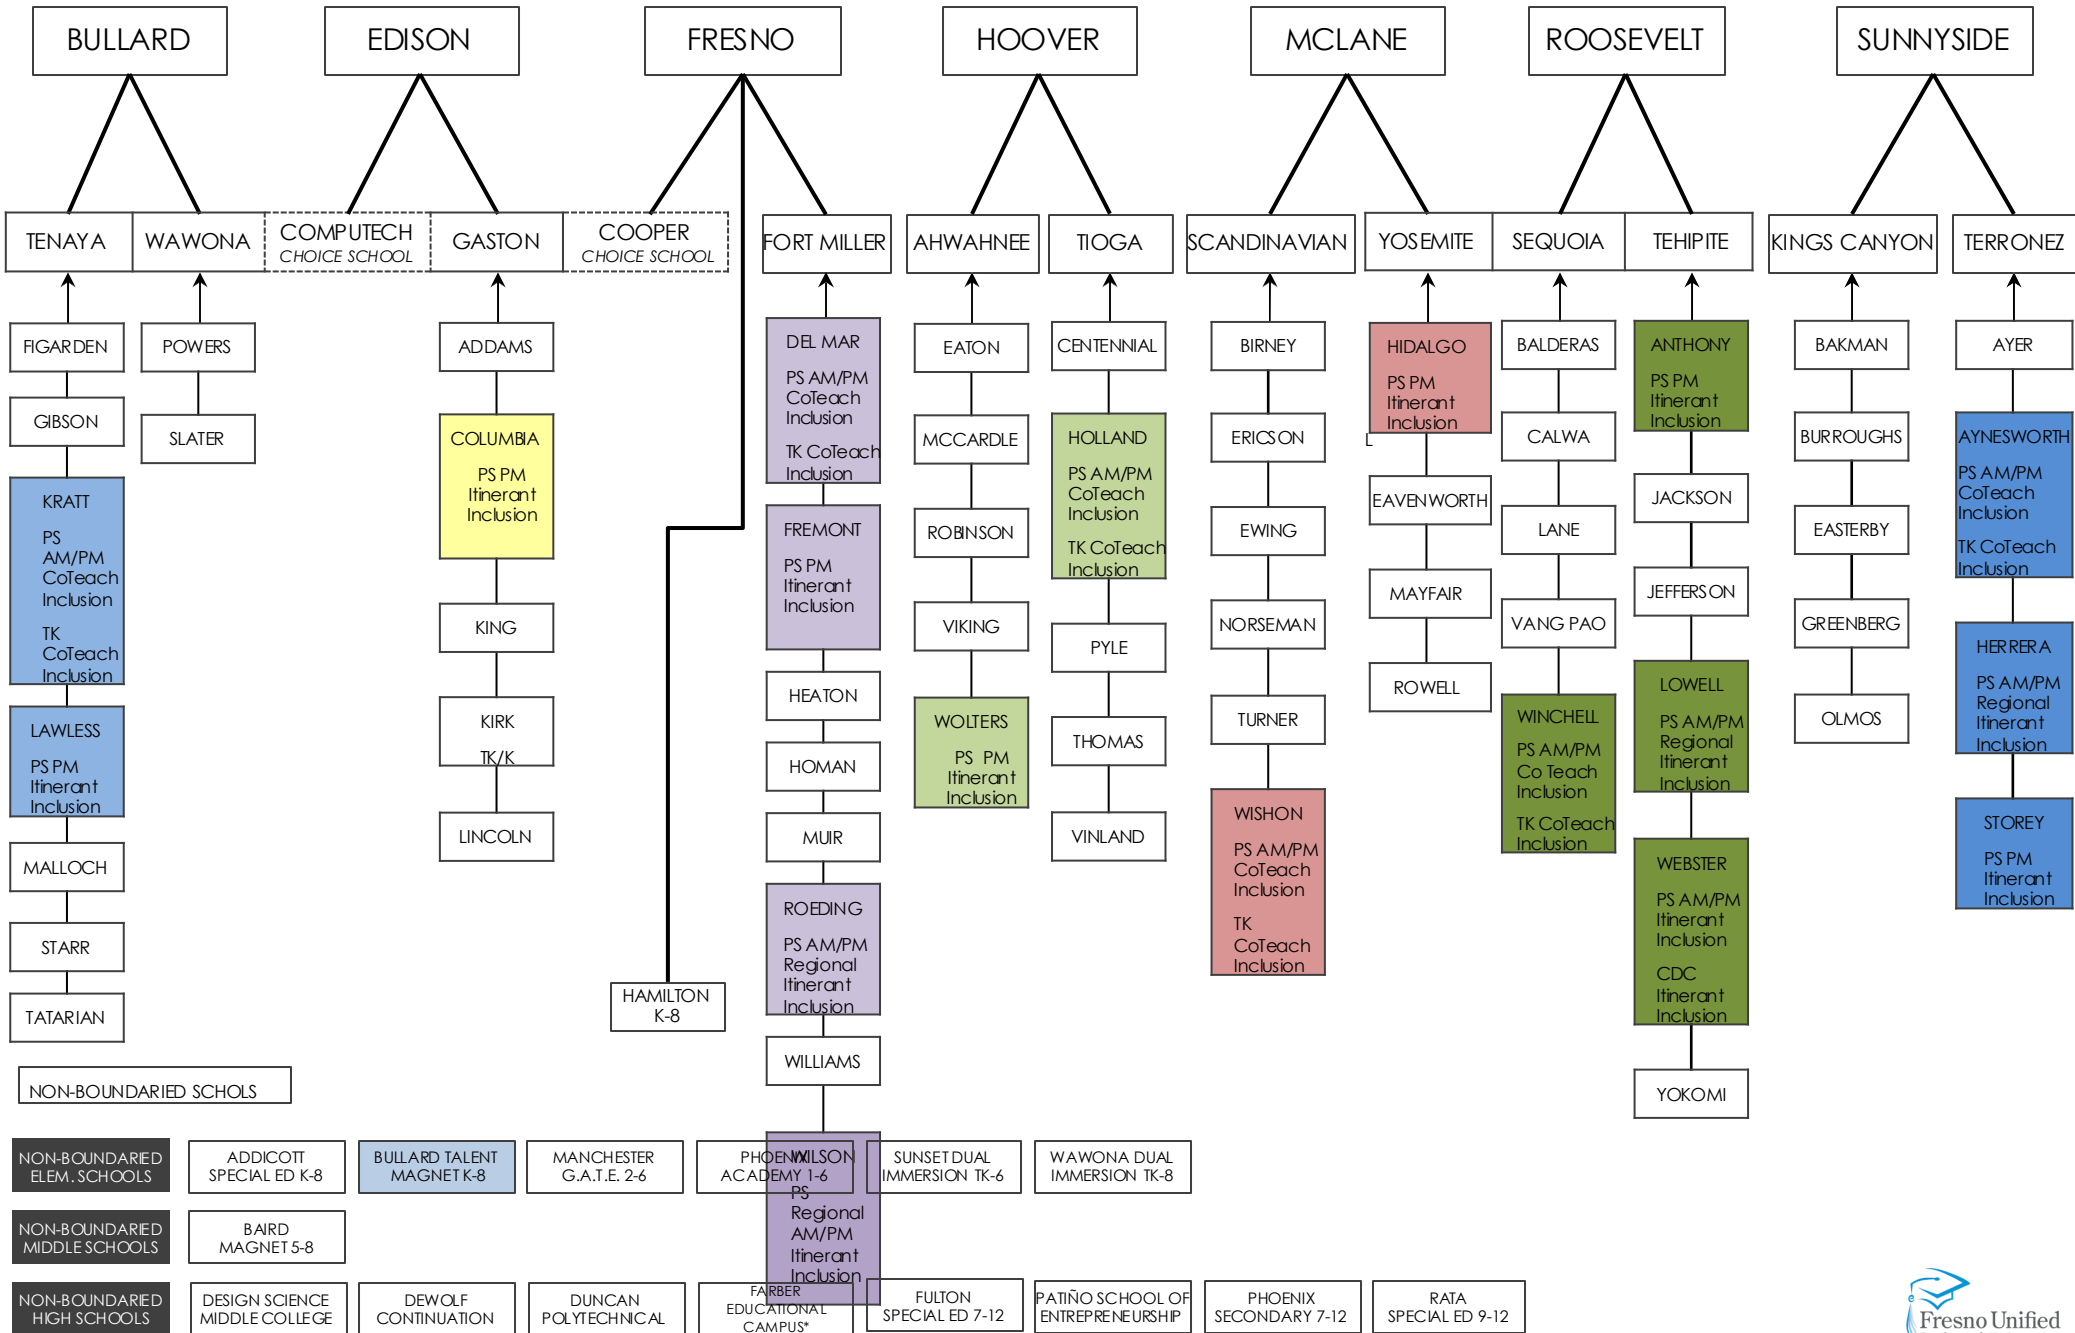 BULLARD
EDISON
FRESNO
HOOVER
MCLANE
ROOSEVELT
SUNNYSIDE
TENAYA
WAWONA
COMPUTECH
CHOICE SCHOOL
GASTON
COOPER
CHOICE SCHOOL
FORT MILLER
AHWAHNEE
TIOGA
SCANDINAVIAN
YOSEMITE
SEQUOIA
TEHIPITE
KINGS CANYON
TERRONEZ
FIGARDEN
GIBSON
KRATT
PS
AM/PM
CoTeach
Inclusion
TK
CoTeach
Inclusion
LAWLESS
PS PM
Itinerant
Inclusion
MALLOCH
STARR
TATARIAN
POWERS
SLATER
ADDAMS
COLUMBIA
PS PM
Itinerant
Inclusion
KING
KIRK
TK/K
LINCOLN
HAMILTON
K-8
DEL MAR
PS AM/PM
CoTeach
Inclusion
TK CoTeach
Inclusion
FREMONT
PS PM
Itinerant
Inclusion
HEATON
HOMAN
MUIR
ROEDING
PS AM/PM
Regional
Itinerant
Inclusion
WILLIAMS
WILSON
PS
Regional
AM/PM
Itinerant
Inclusion
EATON
MCCARDLE
ROBINSON
VIKING
WOLTERS
PS PM
Itinerant
Inclusion
CENTENNIAL
HOLLAND
PS AM/PM
CoTeach
Inclusion
TK CoTeach
Inclusion
PYLE
THOMAS
VINLAND
BIRNEY
ERICSON
EWING
NORSEMAN
TURNER
WISHON
PS AM/PM
CoTeach
Inclusion
TK
CoTeach
Inclusion
HIDALGO
PS PM
Itinerant
Inclusion
L
EAVENWORTH
MAYFAIR
ROWELL
BALDERAS
CALWA
LANE
VANG PAO
WINCHELL
PS AM/PM
Co Teach
Inclusion
TK CoTeach
Inclusion
ANTHONY
PS PM
Itinerant
Inclusion
JACKSON
JEFFERSON
LOWELL
PS AM/PM
Regional
Itinerant
Inclusion
WEBSTER
PS AM/PM
Itinerant
Inclusion
CDC
Itinerant
Inclusion
YOKOMI
BAKMAN
BURROUGHS
EASTERBY
GREENBERG
OLMOS
AYER
AYNESWORTH
PS AM/PM
CoTeach
Inclusion
TK CoTeach
Inclusion
HERRERA
PS AM/PM
Regional
Itinerant
Inclusion
STOREY
PS PM
Itinerant
Inclusion
NON-BOUNDARIED SCHOLS
NON-BOUNDARIED
ELEM. SCHOOLS
ADDICOTT
SPECIAL ED K-8
BULLARD TALENT
MAGNET K-8
MANCHESTER
G.A.T.E. 2-6
PHOENIX
ACADEMY 1-6
SUNSET DUAL
IMMERSION TK-6
WAWONA DUAL
IMMERSION TK-8
NON-BOUNDARIED
MIDDLE SCHOOLS
BAIRD
MAGNET 5-8
NON-BOUNDARIED
HIGH SCHOOLS
DESIGN SCIENCE
MIDDLE COLLEGE
DEWOLF
CONTINUATION
DUNCAN
POLYTECHNICAL
FARBER
EDUCATIONAL
CAMPUS*
FULTON
SPECIAL ED 7-12
PATIÑO SCHOOL OF
ENTREPRENEURSHIP
PHOENIX
SECONDARY 7-12
RATA
SPECIAL ED 9-12
Fresno Unified